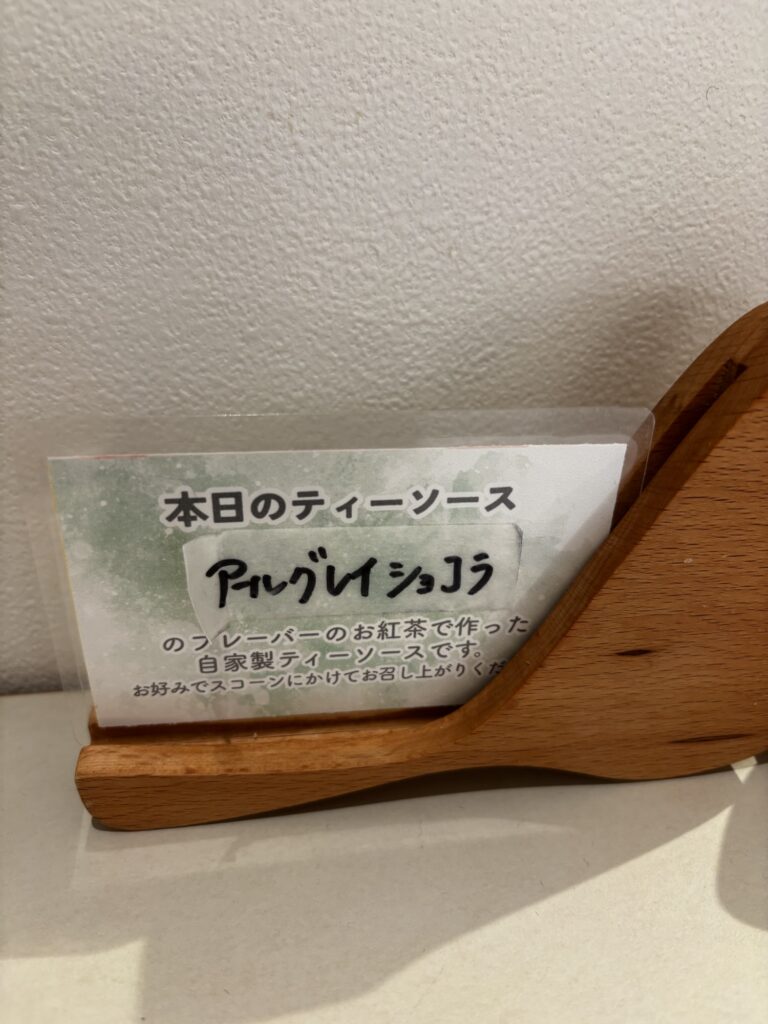 本日のティーソース
アールグレイショコラ
のフレーバーのお紅茶で作った
自家製ティーソースです。
お好みでスコーンにかけてお召し上がりくだ